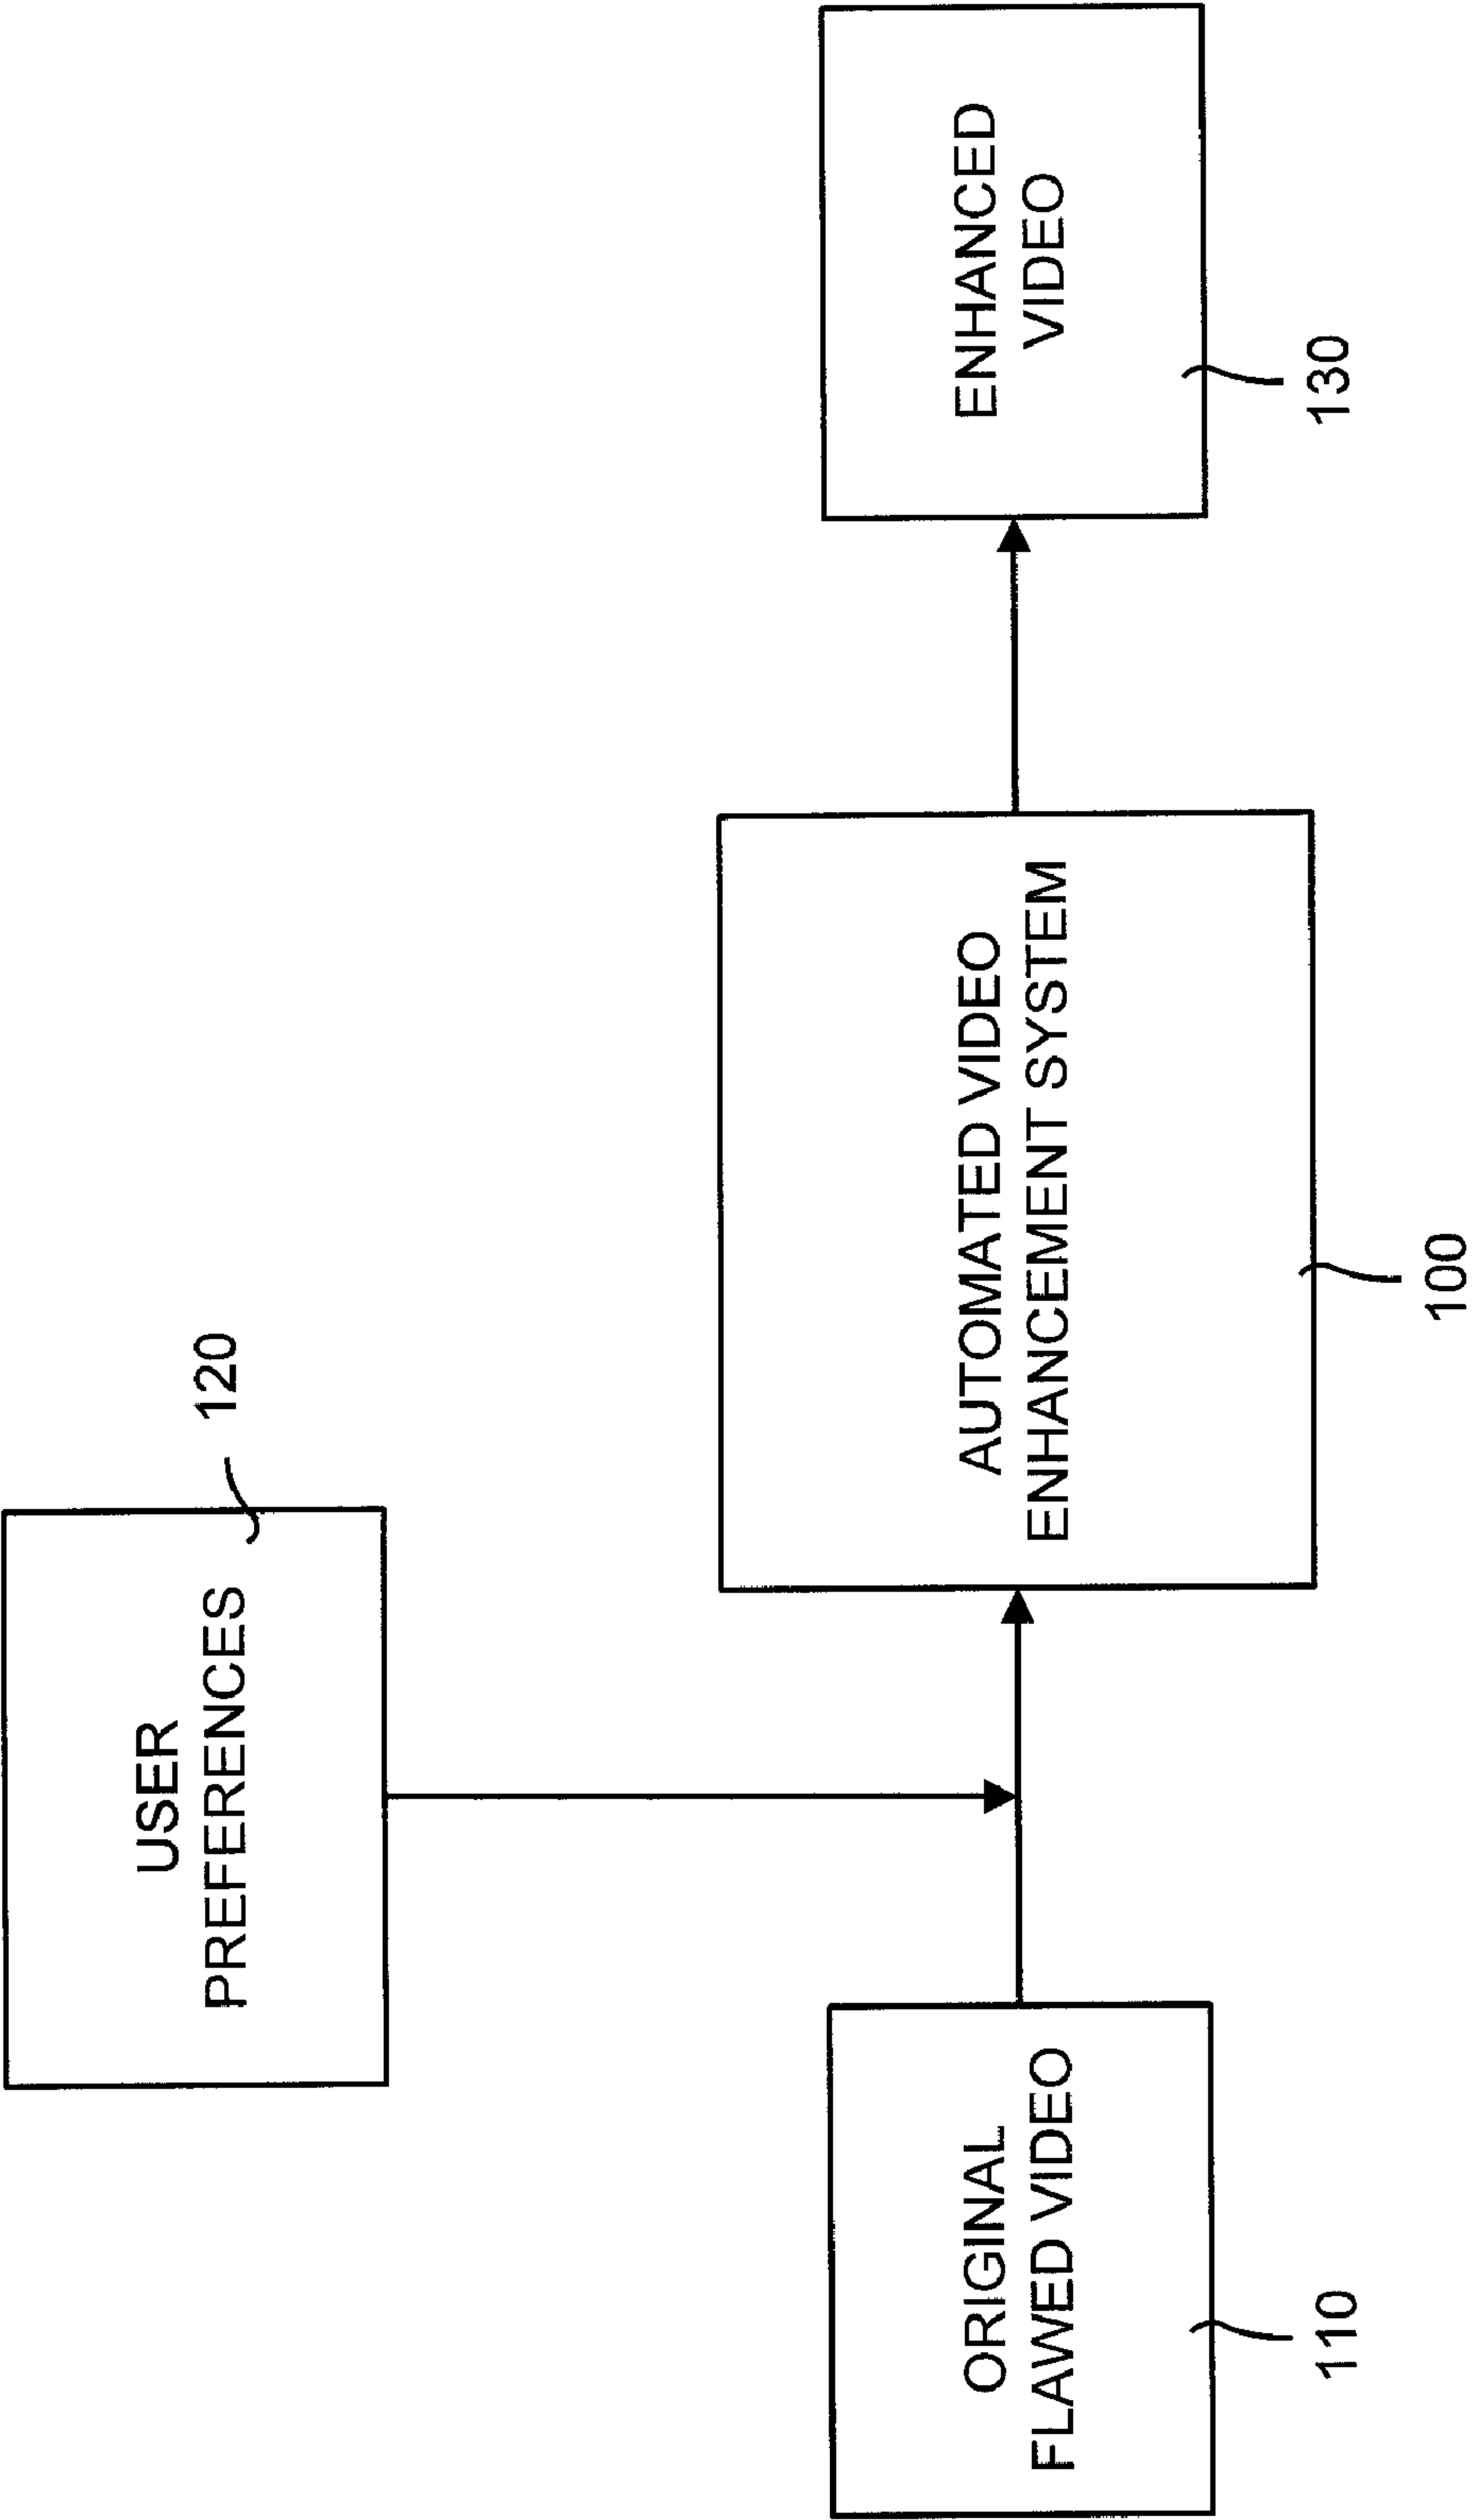 USER
PREFERENCES
120
ORIGINAL
FLAWED VIDEO
110
AUTOMATED VIDEO
ENHANCEMENT SYSTEM
100
ENHANCED
VIDEO
130